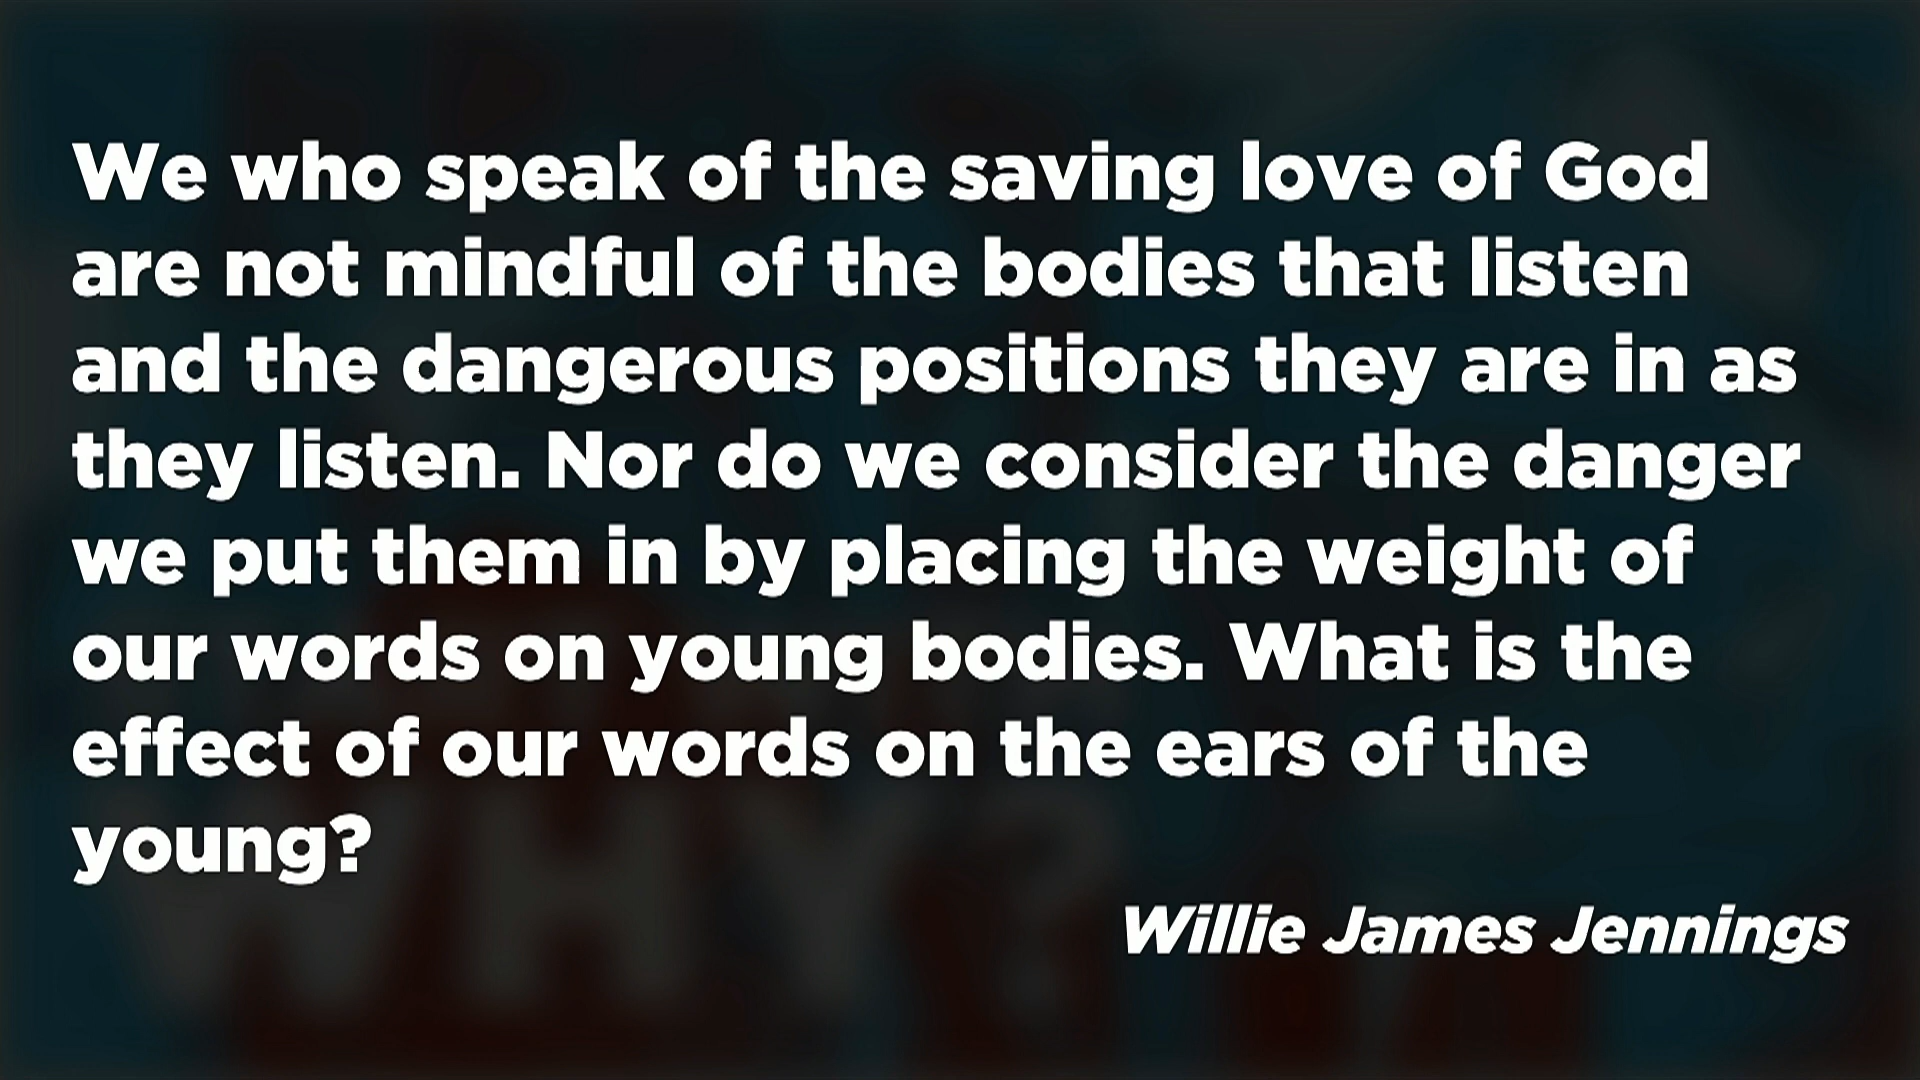 We who speak of the saving love of God
are not mindful of the bodies that listen
and the dangerous positions they are in as
they listen. Nor do we consider the danger
we put them in by placing the weight of
our words on young bodies. What is the
effect of our words on the ears of the
young?
Willie James Jennings
WHY?